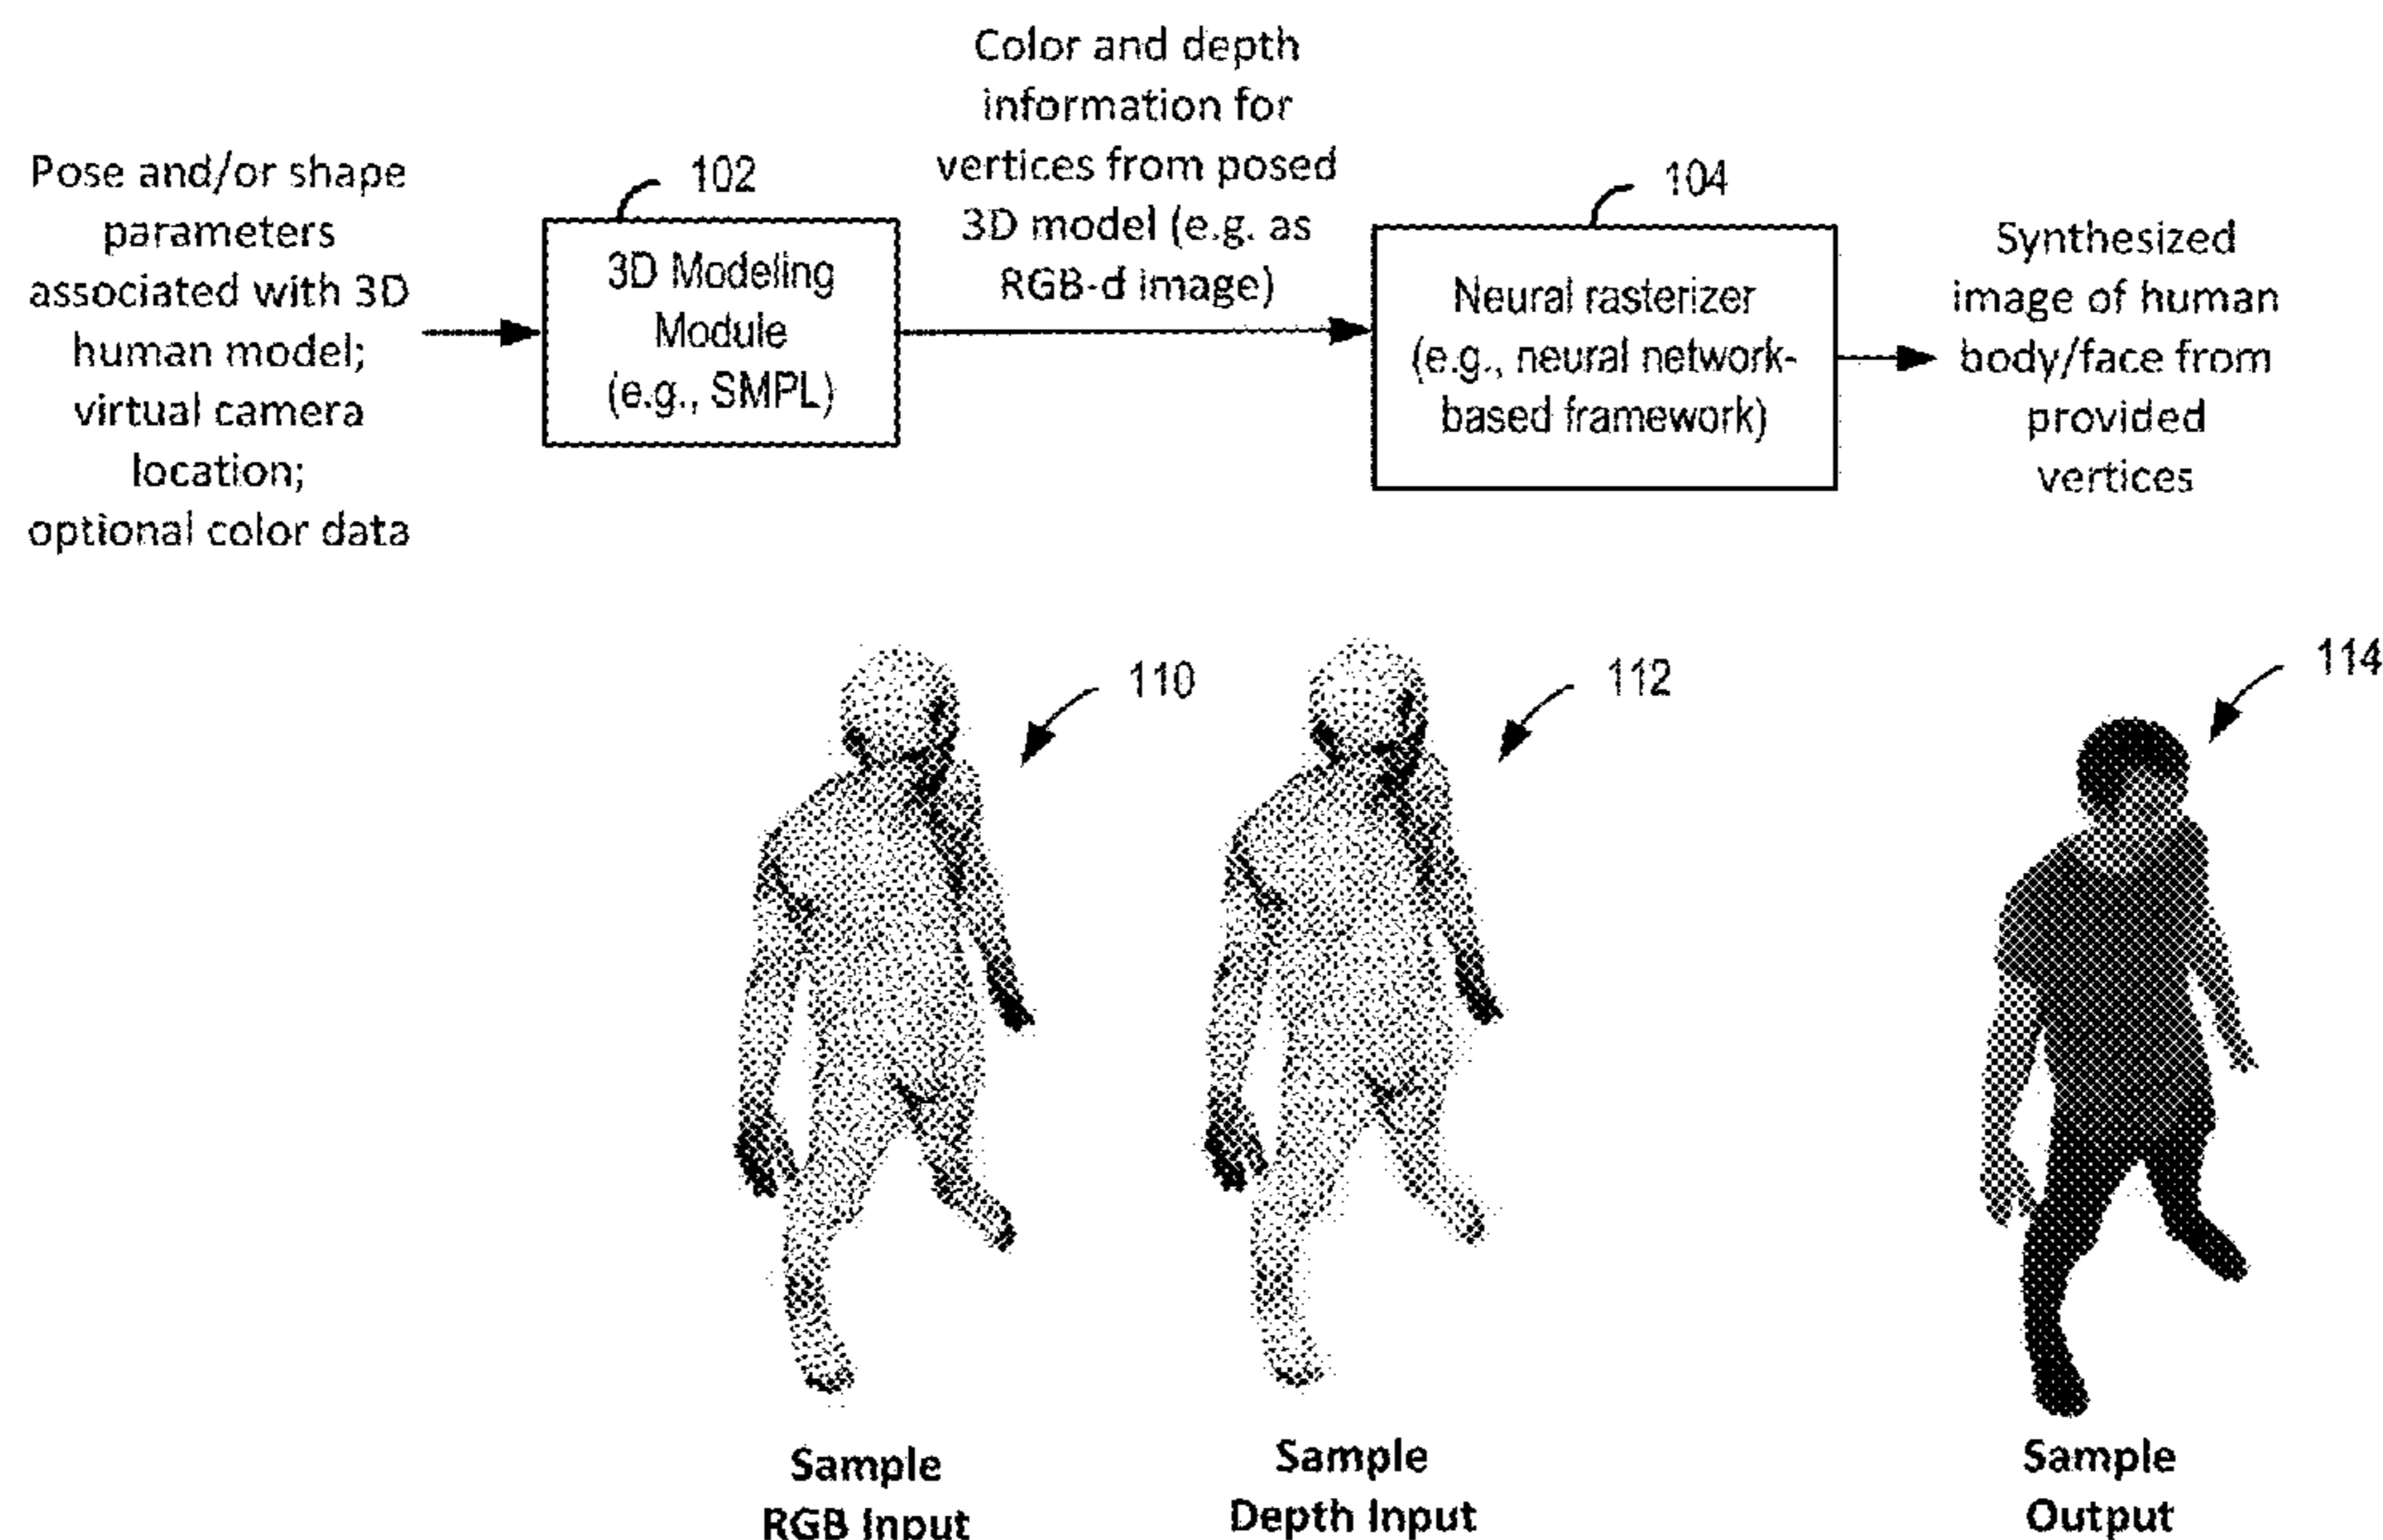 Pose and/or shape
parameters
associated with 3D
human model;
virtual camera
location;
optional color data
102
3D Modeling
Module
(e.g., SMPL)
Color and depth
information for
vertices from posed
3D model (e.g. as
RGB-d image)
104
Neural rasterizer
(e.g., neural network-
based framework)
Synthesized
image of human
body/face from
provided
vertices
110
112
114
Sample
RGB Input
Sample
Depth Input
Sample
Output